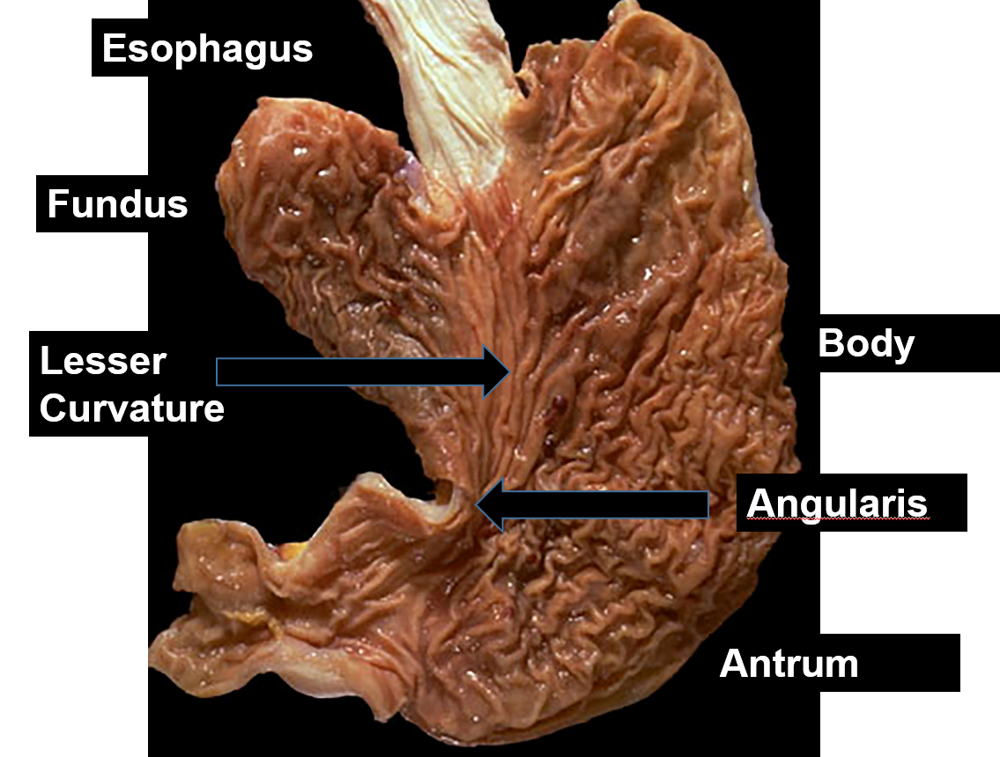 Esophagus
Fundus
Lesser
Curvature
Body
Angularis
Antrum